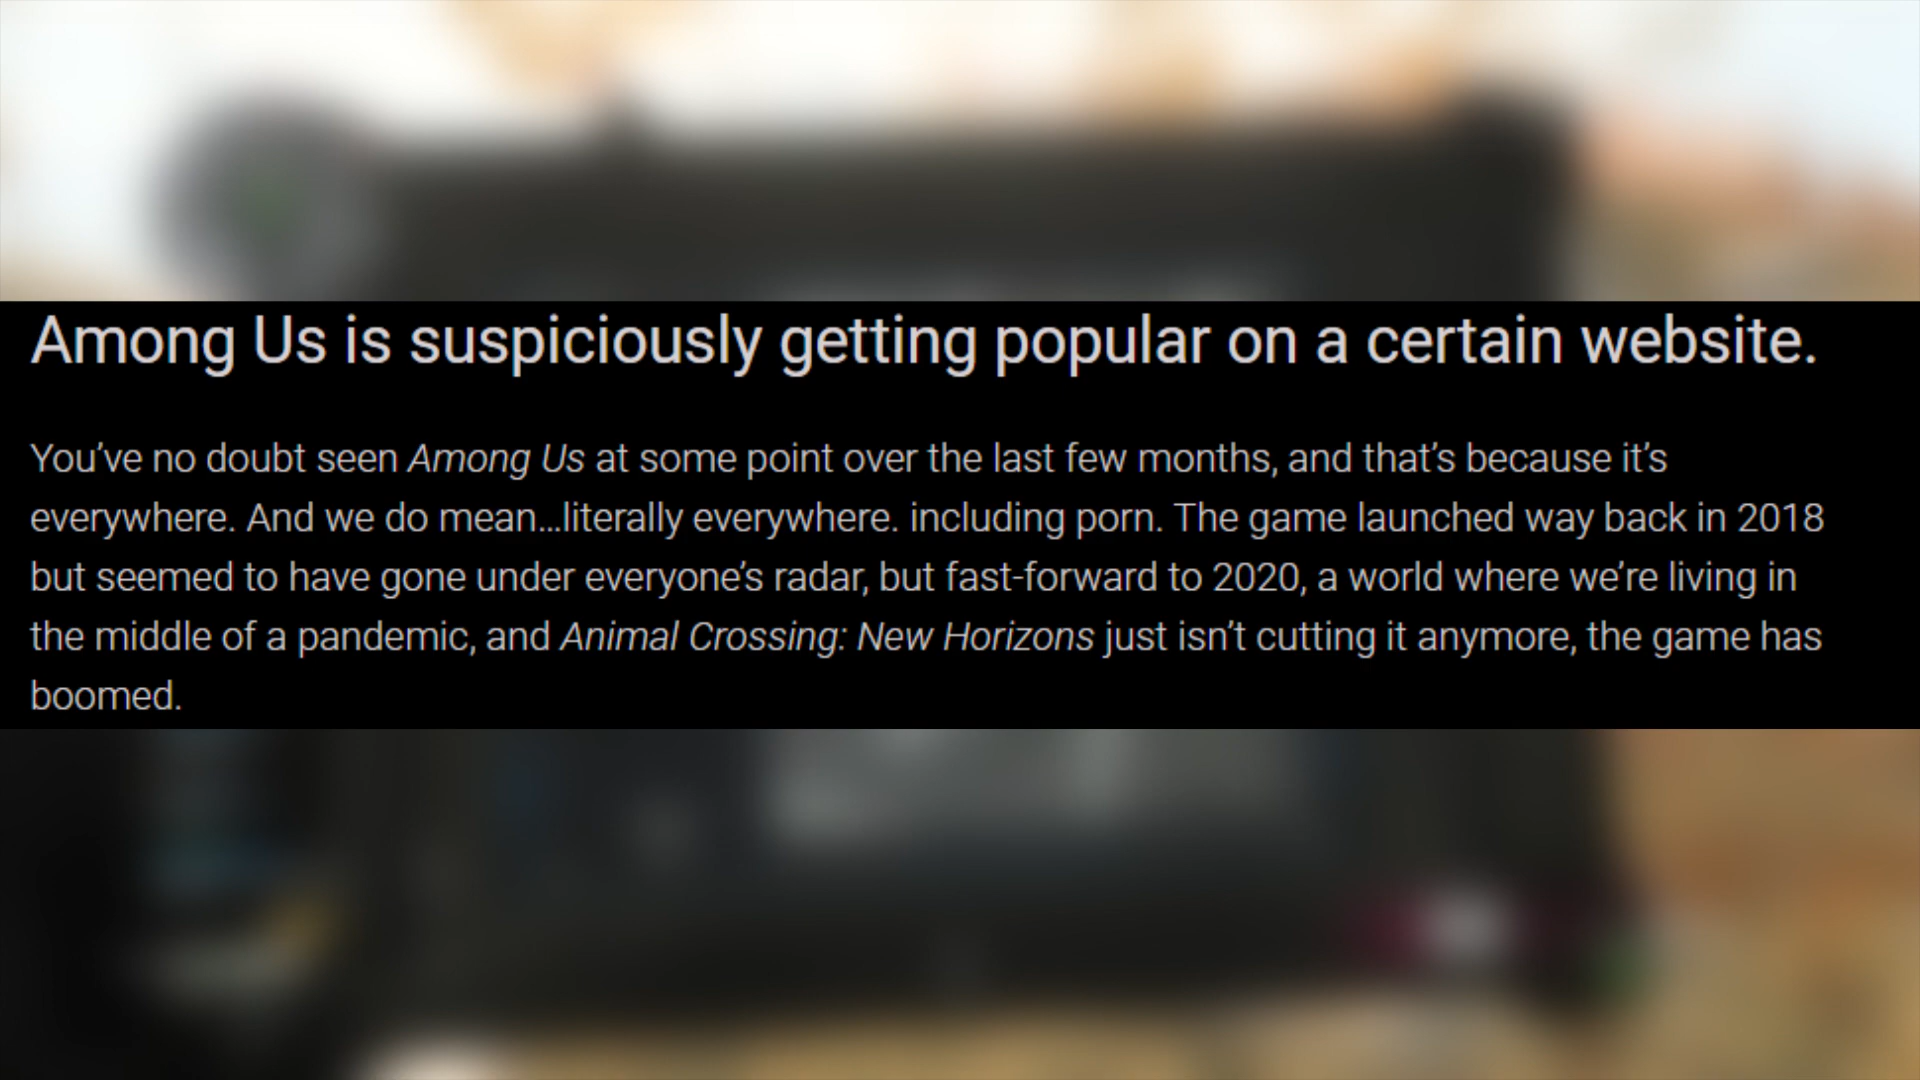 Among Us is suspiciously getting popular on a certain website.
You’ve no doubt seen Among Us at some point over the last few months, and that’s because it’s
everywhere. And we do mean…literally everywhere. including porn. The game launched way back in 2018
but seemed to have gone under everyone’s radar, but fast-forward to 2020, a world where we’re living in
the middle of a pandemic, and Animal Crossing: New Horizons just isn’t cutting it anymore, the game has
boomed.